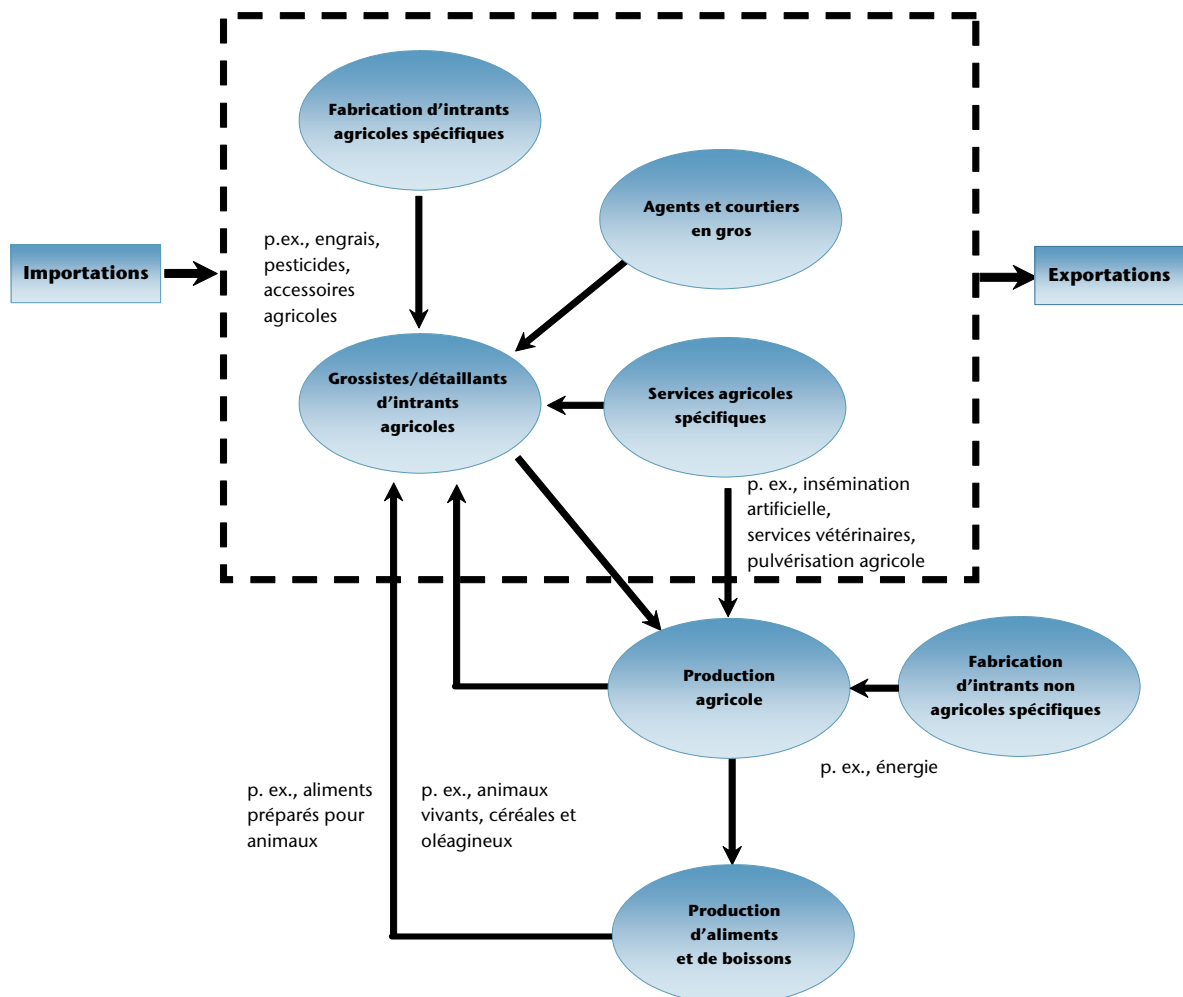 Fabrication d'intrants
agricoles spécifiques
Agents et courtiers
en gros
p.ex., engrais,
pesticides,
accessoires
agricoles
Importations
Exportations
Grossistes/détaillants
d'intrants
agricoles
Services agricoles
spécifiques
p. ex., insémination
artificielle,
services vétérinaires,
pulvérisation agricole
Production
agricole
Fabrication
d'intrants non
agricoles spécifiques
p. ex., énergie
p. ex., aliments
préparés pour
animaux
p. ex., animaux
vivants, céréales et
oléagineux
Production
d'aliments
et de boissons